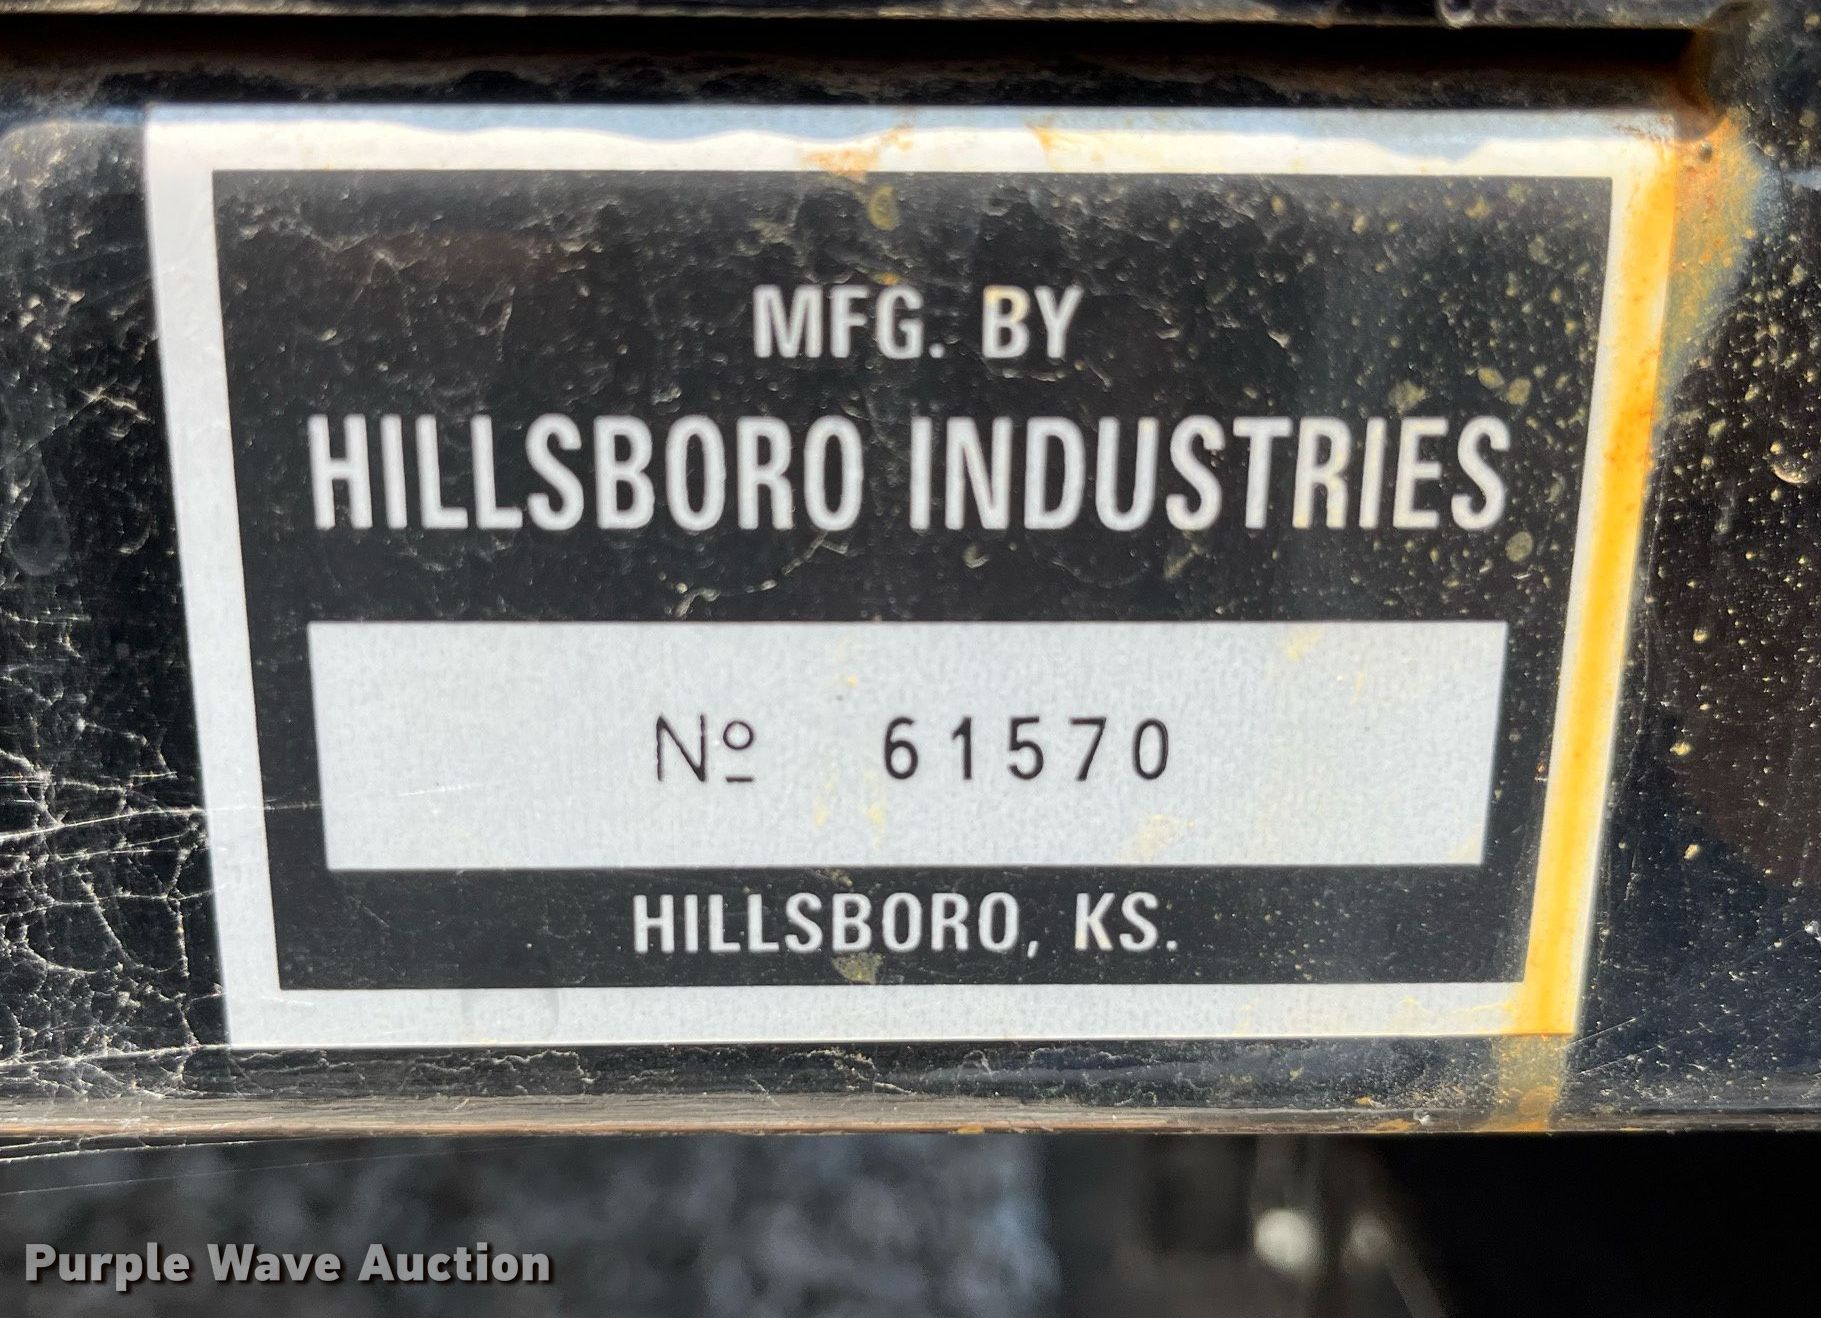 MFG. BY
HILLSBORO INDUSTRIES
Nº 61570
HILLSBORO, KS.
Purple Wave Auction